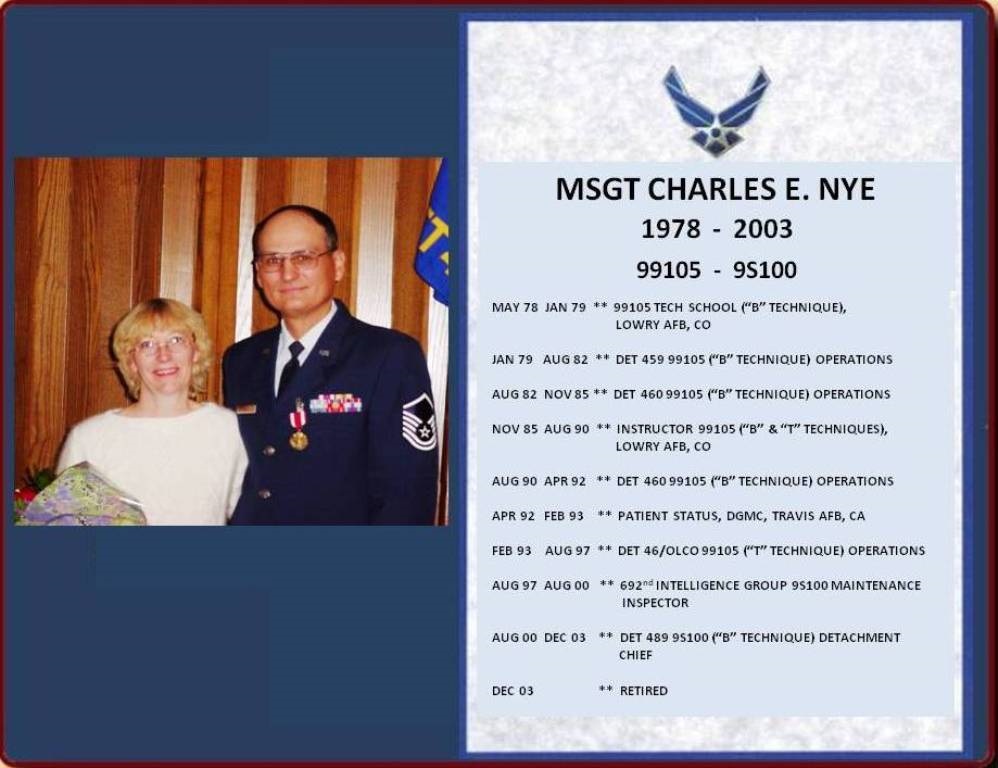 MSGT CHARLES E. NYE
1978 - 2003
99105 - 9S100
MAY 78 JAN 79 ** 99105 TECH SCHOOL (“B” TECHNIQUE),
LOWRY AFB, CO
JAN 79 AUG 82 ** DET 459 99105 (“B” TECHNIQUE) OPERATIONS
AUG 82 NOV 85 ** DET 460 99105 (“B” TECHNIQUE) OPERATIONS
NOV 85 AUG 90 ** INSTRUCTOR 99105 (“B” & “T” TECHNIQUES),
LOWRY AFB, CO
AUG 90 APR 92 ** DET 460 99105 (“B” TECHNIQUE) OPERATIONS
APR 92 FEB 93 ** PATIENT STATUS, DGMC, TRAVIS AFB, CA
FEB 93 AUG 97 ** DET 46/OLCO 99105 (“T” TECHNIQUE) OPERATIONS
AUG 97 AUG 00 ** 692nd INTELLIGENCE GROUP 9S100 MAINTENANCE
INSPECTOR
AUG 00 DEC 03 ** DET 489 9S100 (“B” TECHNIQUE) DETACHMENT
CHIEF
DEC 03 ** RETIRED